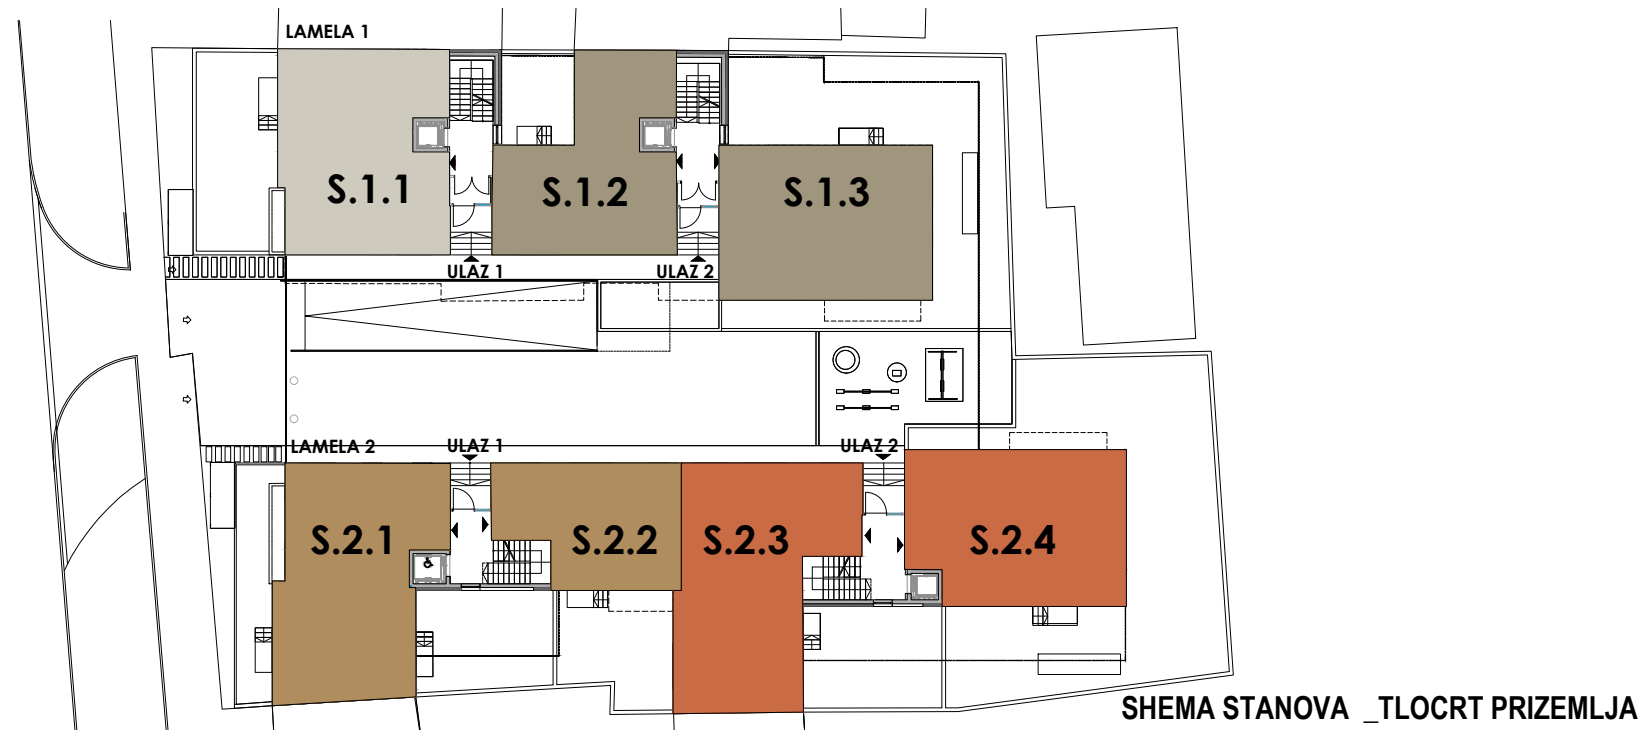 LAMELA 1
S.1.1
S.1.2
S.1.3
ULAZ 1
ULAZ 2
LAMELA 2
ULAZ 1
ULAZ 2
S.2.1
S.2.2
S.2.3
S.2.4
SHEMA STANOVA _TLOCRT PRIZEMLJA